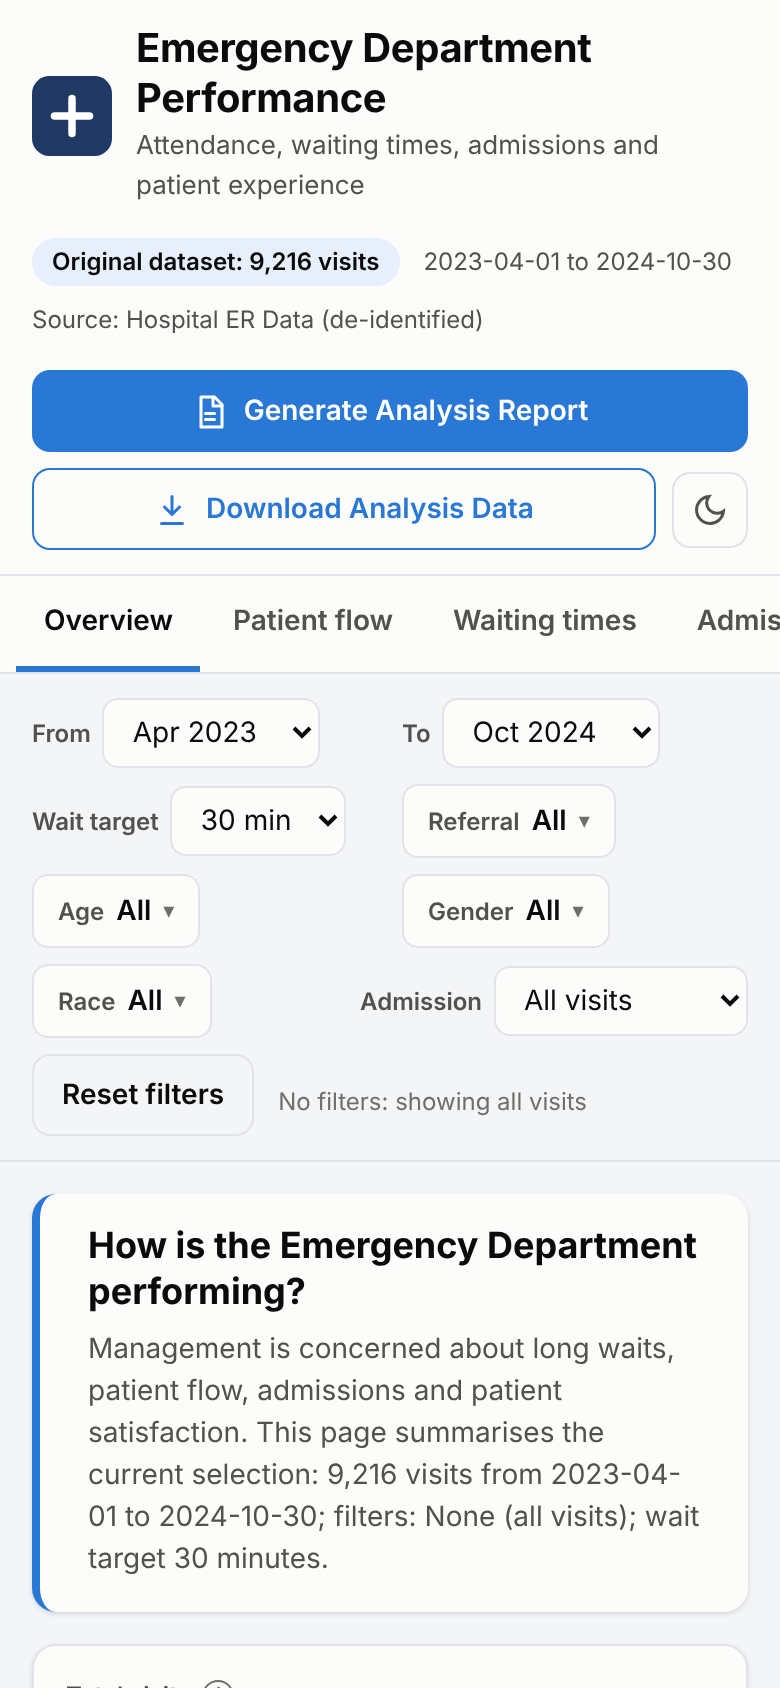 Emergency Department
Performance
Attendance, waiting times, admissions and
patient experience
Original dataset: 9,216 visits 2023-04-01 to 2024-10-30
Source: Hospital ER Data (de-identified)
Generate Analysis Report
Download Analysis Data
Overview Patient flow Waiting times Admis
From Apr 2023 To Oct 2024
Wait target 30 min Referral All ▾
Age All ▾ Gender All ▾
Race All ▾ Admission All visits
Reset filters No filters: showing all visits
How is the Emergency Department
performing?
Management is concerned about long waits,
patient flow, admissions and patient
satisfaction. This page summarises the
current selection: 9,216 visits from 2023-04-
01 to 2024-10-30; filters: None (all visits); wait
target 30 minutes.